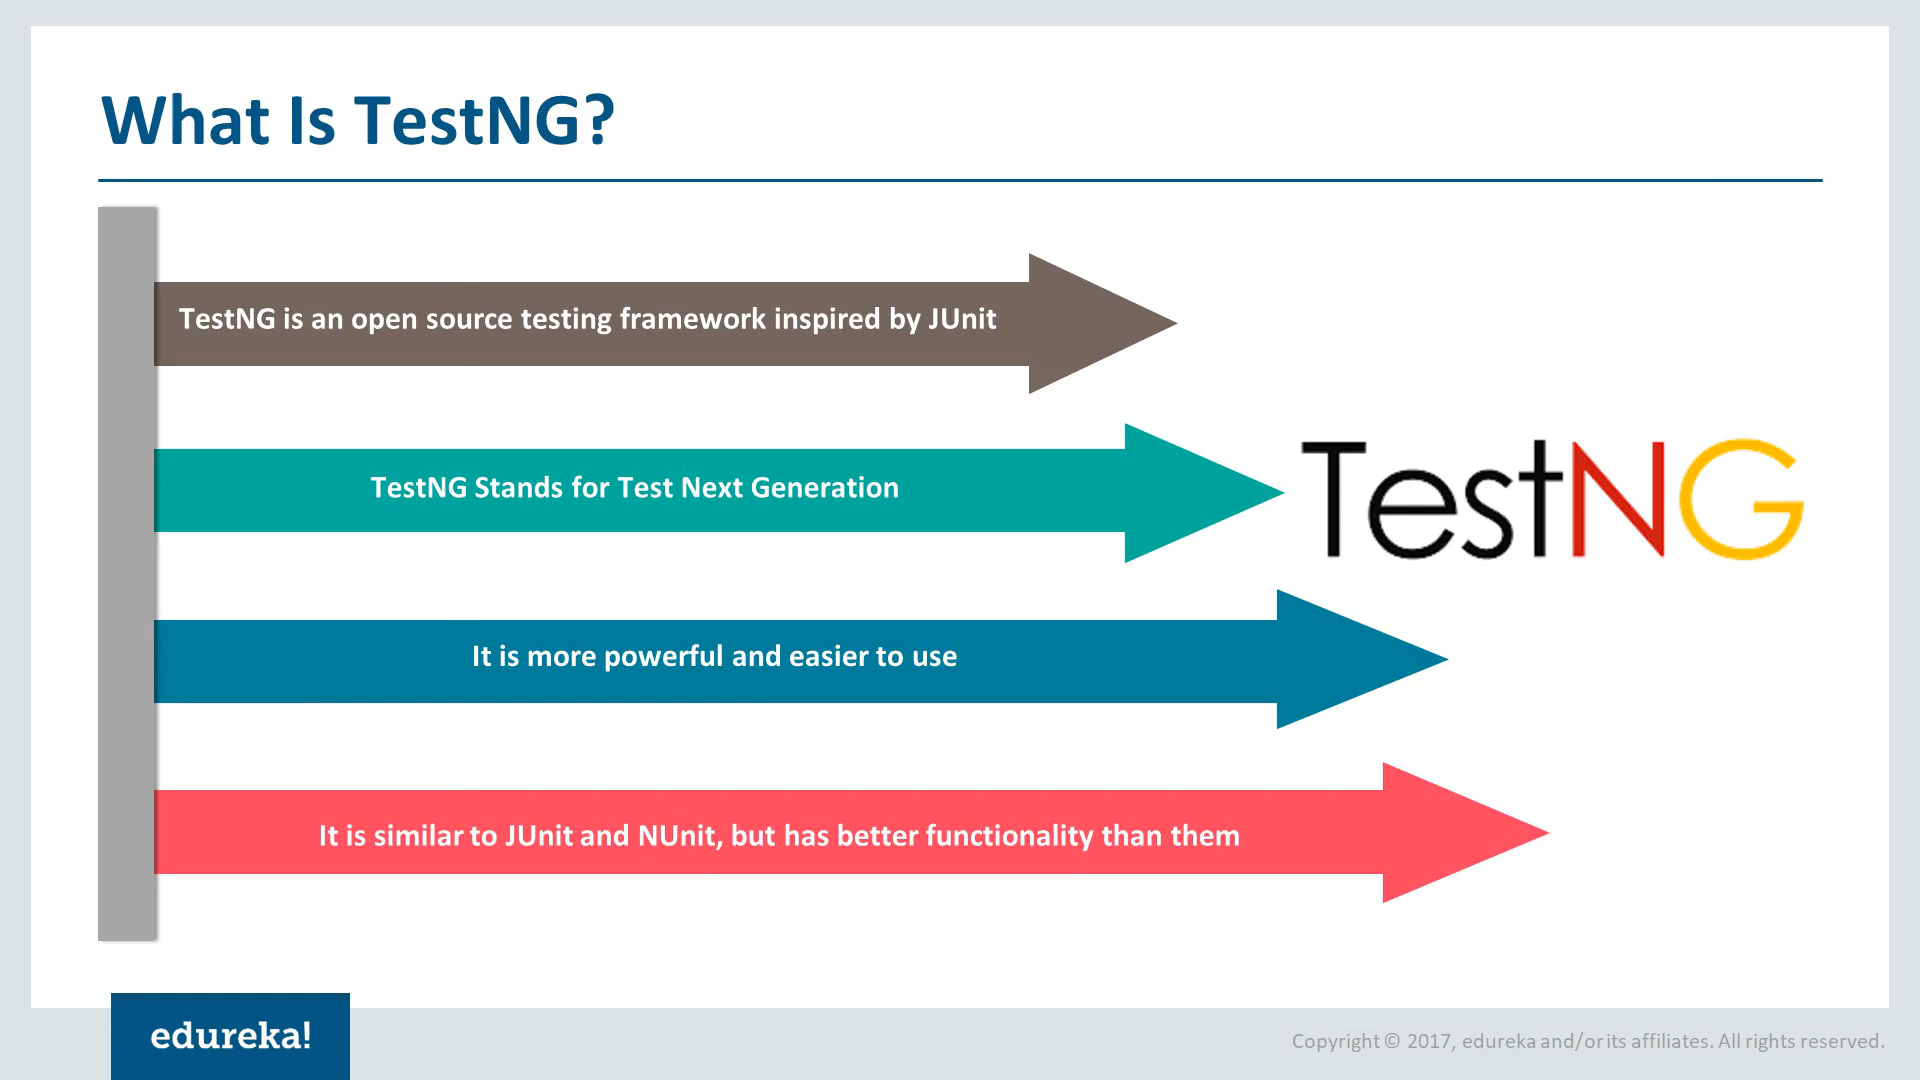 What Is TestNG?
TestNG is an open source testing framework inspired by JUnit
TestNG Stands for Test Next Generation
TestNG
It is more powerful and easier to use
It is similar to JUnit and NUnit, but has better functionality than them
edureka!
Copyright © 2017, edureka and/or its affiliates. All rights reserved.